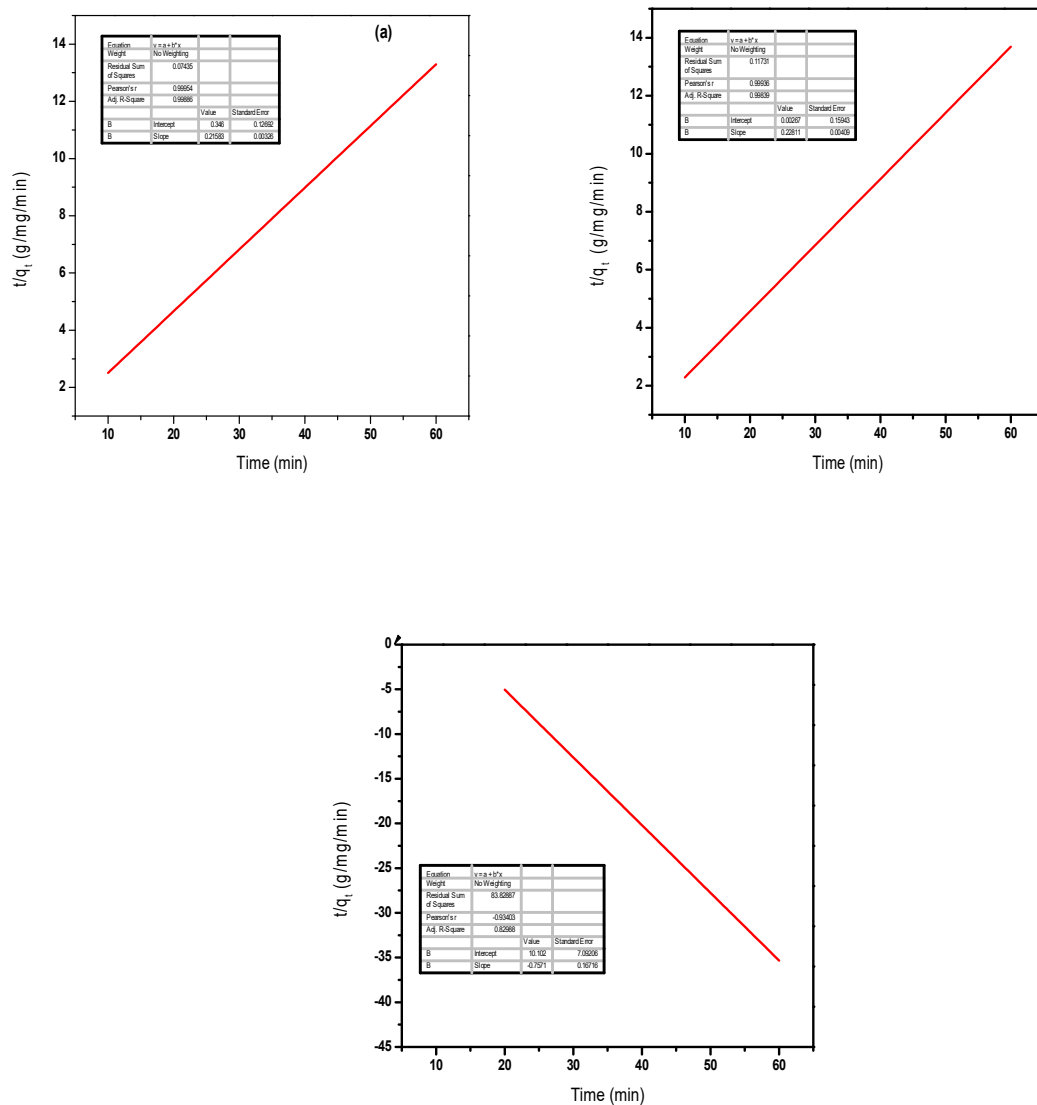 (a)
Equation y = a + b*x
Weight No Weighting
Residual Sum of Squares 0.07435
Pearson's r 0.99954
Adj. R-Square 0.99886
Value Standard Error
B Intercept 0.346 0.12692
B Slope 0.21583 0.00326
14
12
10
8
6
4
2
t/qt (g/mg/min)
10 20 30 40 50 60
Time (min)
Equation y = a + b*x
Weight No Weighting
Residual Sum of Squares 0.11731
Pearson's r 0.99936
Adj. R-Square 0.99839
Value Standard Error
B Intercept 0.00267 0.15943
B Slope 0.22811 0.00409
14
12
10
8
6
4
2
t/qt (g/mg/min)
10 20 30 40 50 60
Time (min)
0
-5
-10
-15
-20
-25
-30
-35
-40
-45
t/qt (g/mg/min)
Equation y = a + b*x
Weight No Weighting
Residual Sum of Squares 83.82887
Pearson's r -0.93403
Adj. R-Square 0.82988
Value Standard Error
B Intercept 10.102 7.09206
B Slope -0.7571 0.16716
10 20 30 40 50 60
Time (min)